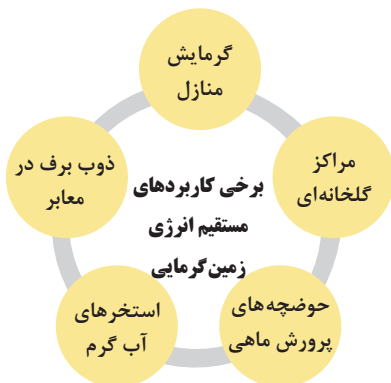 گرمایش
منازل
مراکز
گلخانه‌ای
ذوب برف در
معابر
برخی کاربردهای
مستقیم انرژی
زمین‌گرمایی
حوضچه‌های
پرورش ماهی
استخرهای
آب گرم